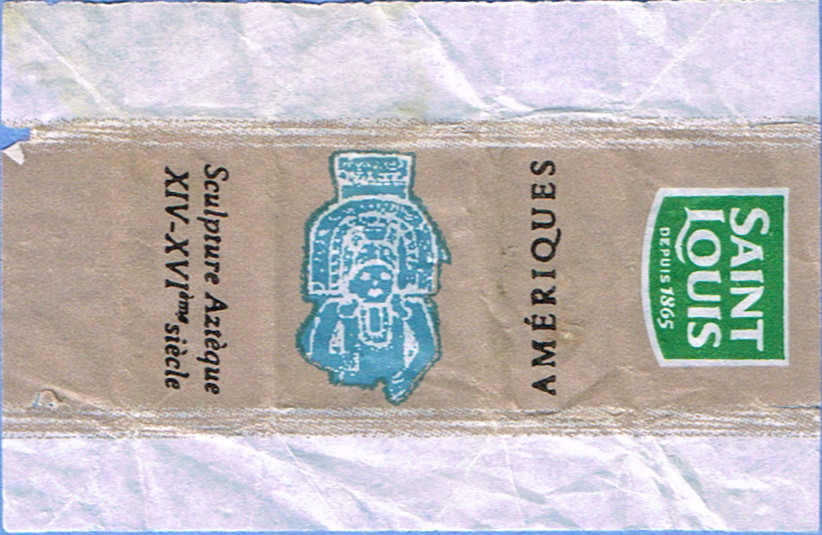 SAINT
LOUIS
DEPUIS 1865
AMÉRIQUES
Sculpture Aztèque
XIV-XVIème siècle